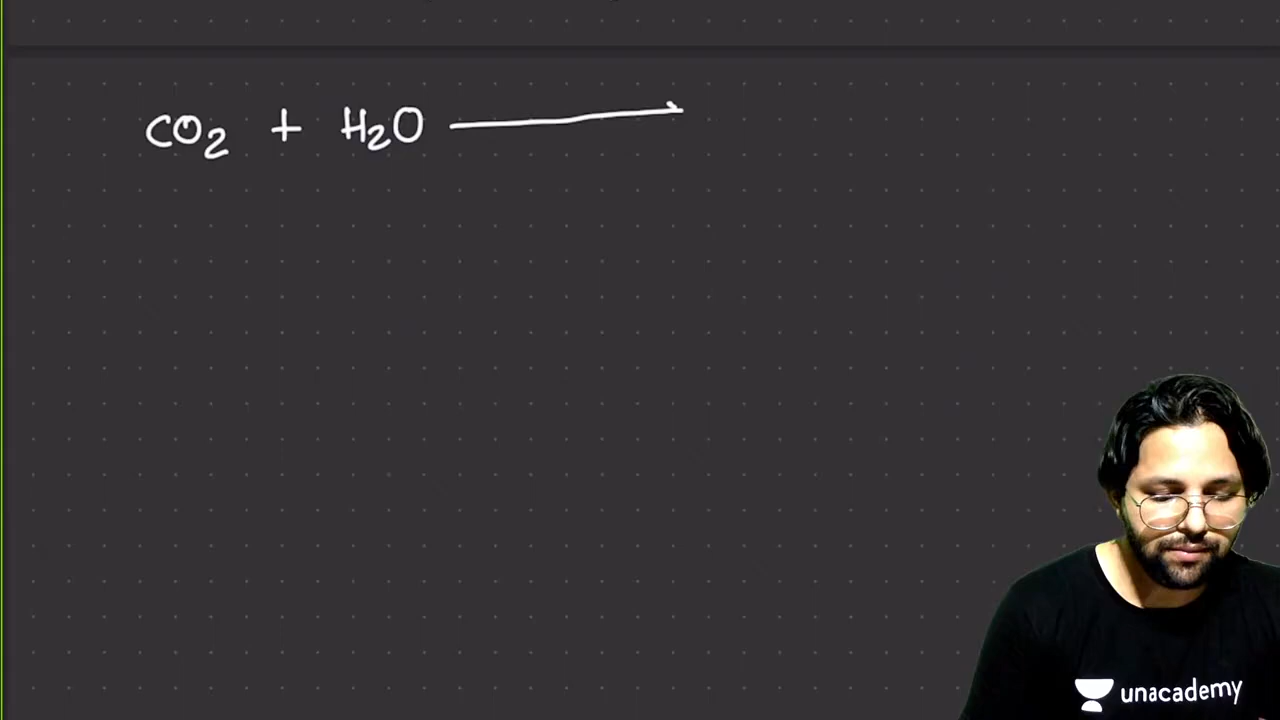 CO₂ + H₂O ⟶
unacademy